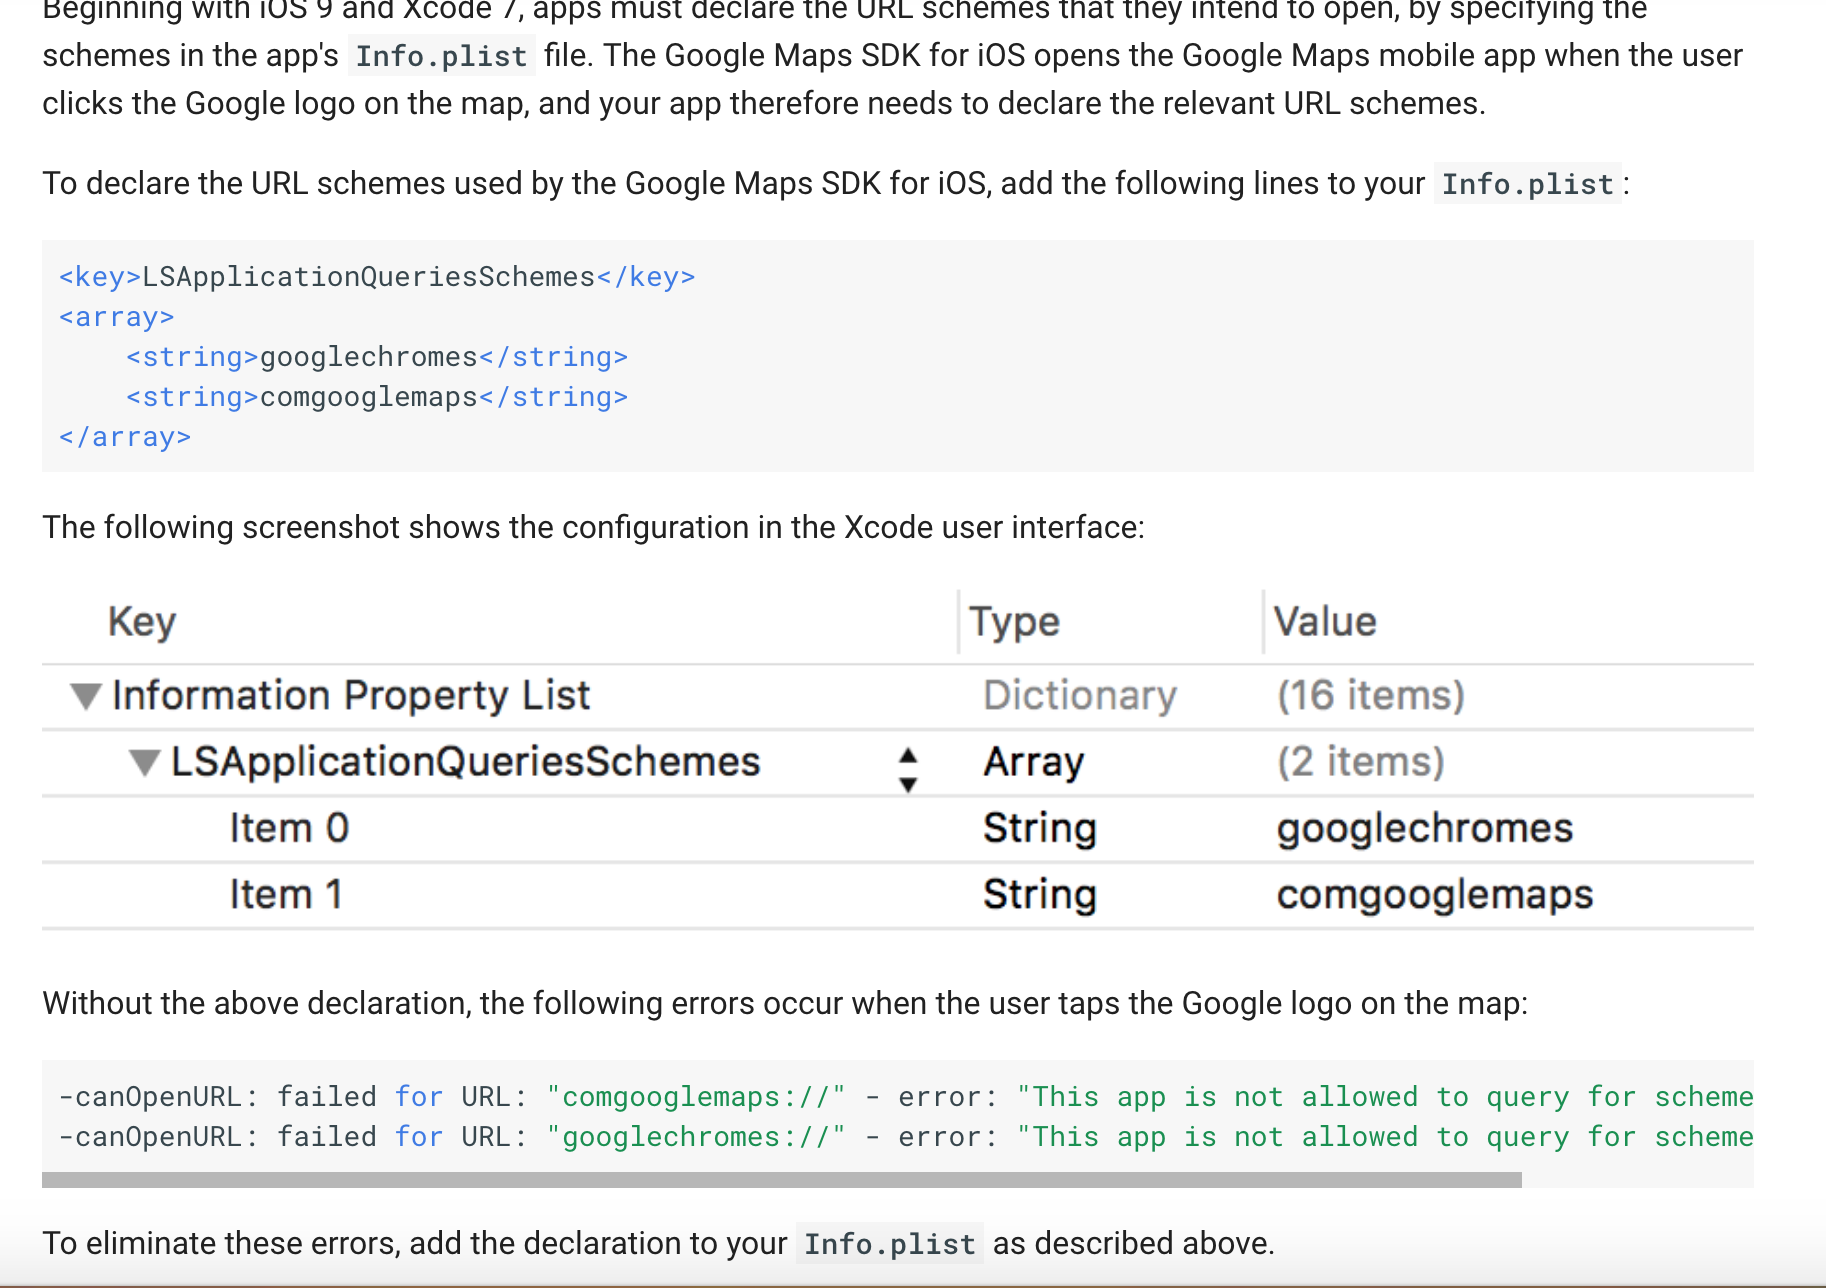 Beginning with iOS 9 and Xcode 7, apps must declare the URL schemes that they intend to open, by specifying the
schemes in the app's Info.plist file. The Google Maps SDK for iOS opens the Google Maps mobile app when the user
clicks the Google logo on the map, and your app therefore needs to declare the relevant URL schemes.
To declare the URL schemes used by the Google Maps SDK for iOS, add the following lines to your Info.plist:
<key>LSApplicationQueriesSchemes</key>
<array>
    <string>googlechromes</string>
    <string>comgooglemaps</string>
</array>
The following screenshot shows the configuration in the Xcode user interface:
Key Type Value
Information Property List Dictionary (16 items)
LSApplicationQueriesSchemes Array (2 items)
Item 0 String googlechromes
Item 1 String comgooglemaps
Without the above declaration, the following errors occur when the user taps the Google logo on the map:
-canOpenURL: failed for URL: "comgooglemaps://" - error: "This app is not allowed to query for scheme
-canOpenURL: failed for URL: "googlechromes://" - error: "This app is not allowed to query for scheme
To eliminate these errors, add the declaration to your Info.plist as described above.